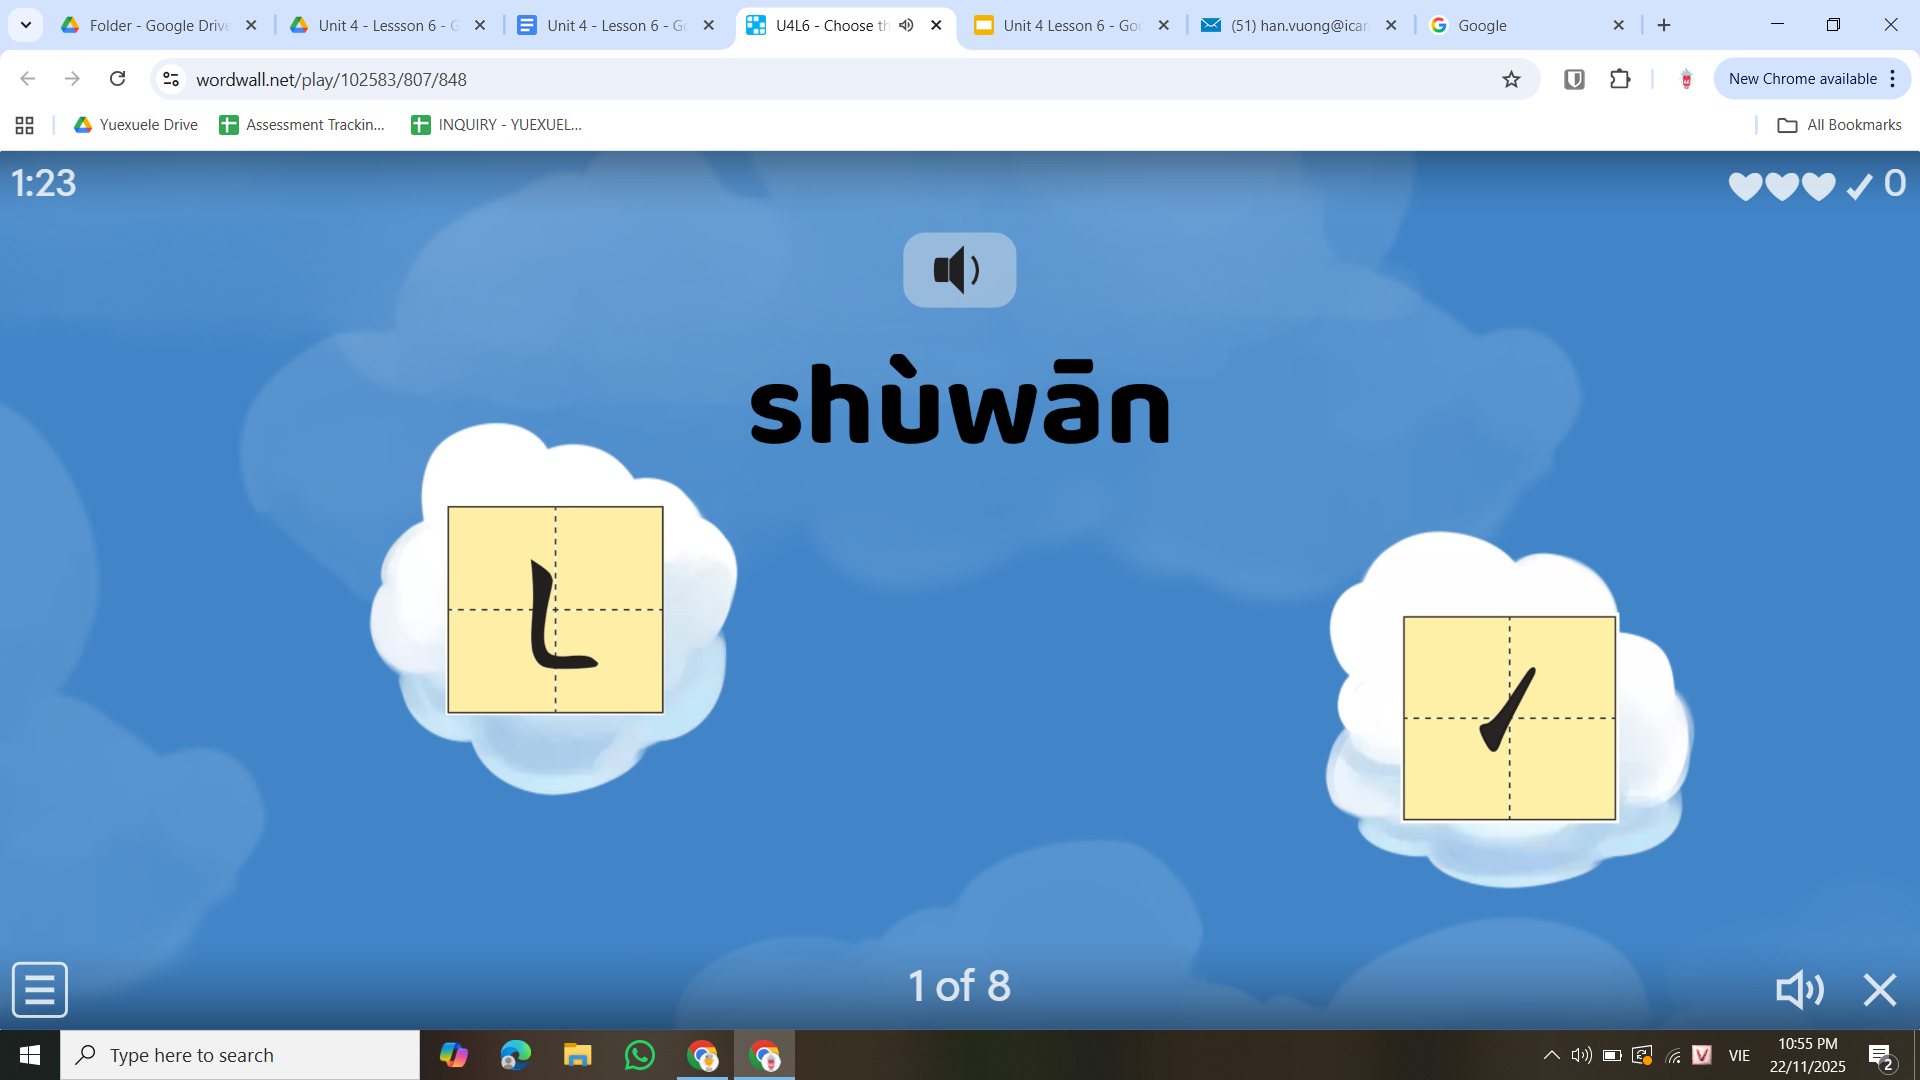 Folder - Google Drive
Unit 4 - Lessson 6 - G
Unit 4 - Lesson 6 - Go
U4L6 - Choose th
Unit 4 Lesson 6 - Goo
(51) han.vuong@ican
Google
wordwall.net/play/102583/807/848
New Chrome available
Yuexuele Drive
Assessment Trackin...
INQUIRY - YUEXUEL...
All Bookmarks
1:23
0
shùwān
㇄
㇀
1 of 8
Type here to search
VIE
10:55 PM
22/11/2025
2